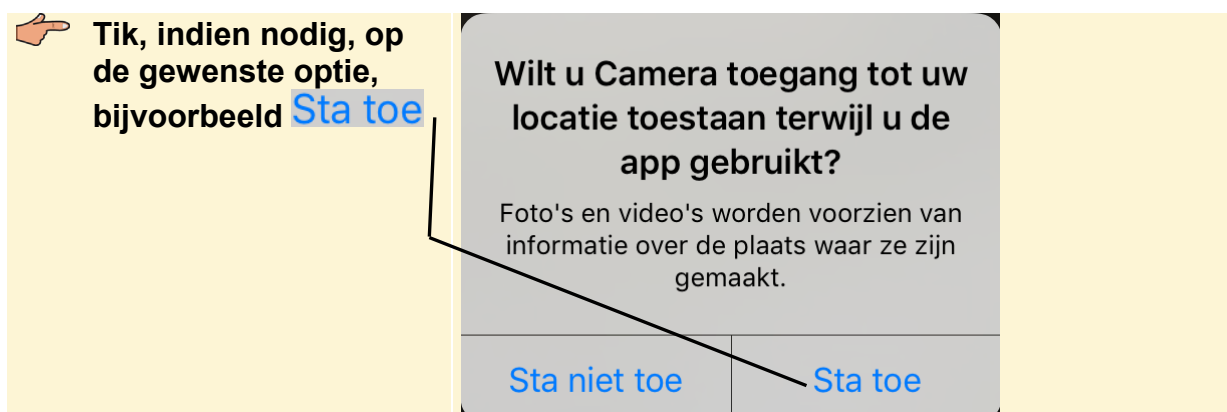 Tik, indien nodig, op
de gewenste optie,
bijvoorbeeld Sta toe
Wilt u Camera toegang tot uw
locatie toestaan terwijl u de
app gebruikt?
Foto's en video's worden voorzien van
informatie over de plaats waar ze zijn
gemaakt.
Sta niet toe
Sta toe